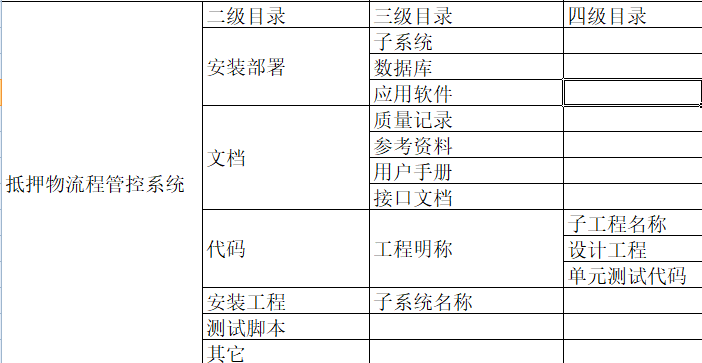 二级目录 三级目录 四级目录
子系统
安装部署 数据库
应用软件
质量记录
文档 参考资料
用户手册
接口文档
抵押物流程管控系统
子工程名称
代码 工程明称 设计工程
单元测试代码
安装工程 子系统名称
测试脚本
其它